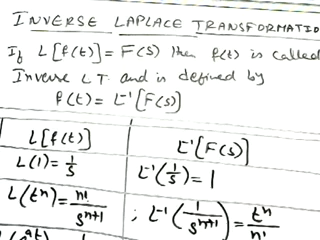 INVERSE LAPLACE TRANSFORMATIO
If L[f(t)] = F(S) then f(t) is called
Inverse L.T. and is defined by
f(t) = L⁻¹[F(S)]
L[f(t)] L⁻¹[F(S)]
L(1) = 1/S L⁻¹(1/S) = 1
L(tⁿ) = n!/Sⁿ⁺¹ ; L⁻¹(1/Sⁿ⁺¹) = tⁿ/n!